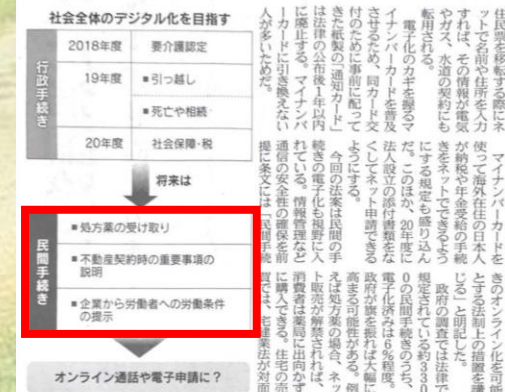 社会全体のデジタル化を目指す
行政手続き
2018年度
要介護認定
19年度
■引っ越し
■死亡や相続
20年度
社会保障・税
将来は
民間手続き
■処方薬の受け取り
■不動産契約時の重要事項の
説明
■企業から労働者への労働条件
の提示
オンライン通話や電子申請に?
住民票を移転する際にネ
ットで名前や住所を入力
すれば、その情報が電気
やガス、水道の契約にも
転用される。
電子化のカギを握るマ
イナンバーカードを普及
させるため、同カード交
付のために事前に配って
きた紙製の「通知カード」
は法律の公布後1年以内
に廃止する。マイナンバ
ーカードに引き換えない
人が多いためだ。
マイナンバーカードを
使って海外在住の日本人
が納税や年金受給の手続
きをネットでできるよう
にする規定も盛り込ん
だ。このほか、20年度に
法人設立の添付書類をな
くしてネット申請できる
ようにする。
今回の法案は民間の手
続きの電子化も視野に入
れている。情報管理など
通信の安全性の確保を前
提に条文には「民間手続
きのオンライン化を可能
とする法制上の措置を講
じる」と明記した。
政府の調査では法律で
規定されている約33
0の民間手続きのうち、
電子化済みは6%程度。
政府が旗を振れば大幅に
高まる可能性がある。例
えば処方薬の場合、ネッ
ト販売が解禁されれば、
消費者は薬局に出向かず
に購入できる。住宅の売
買では、宅建業法が対面